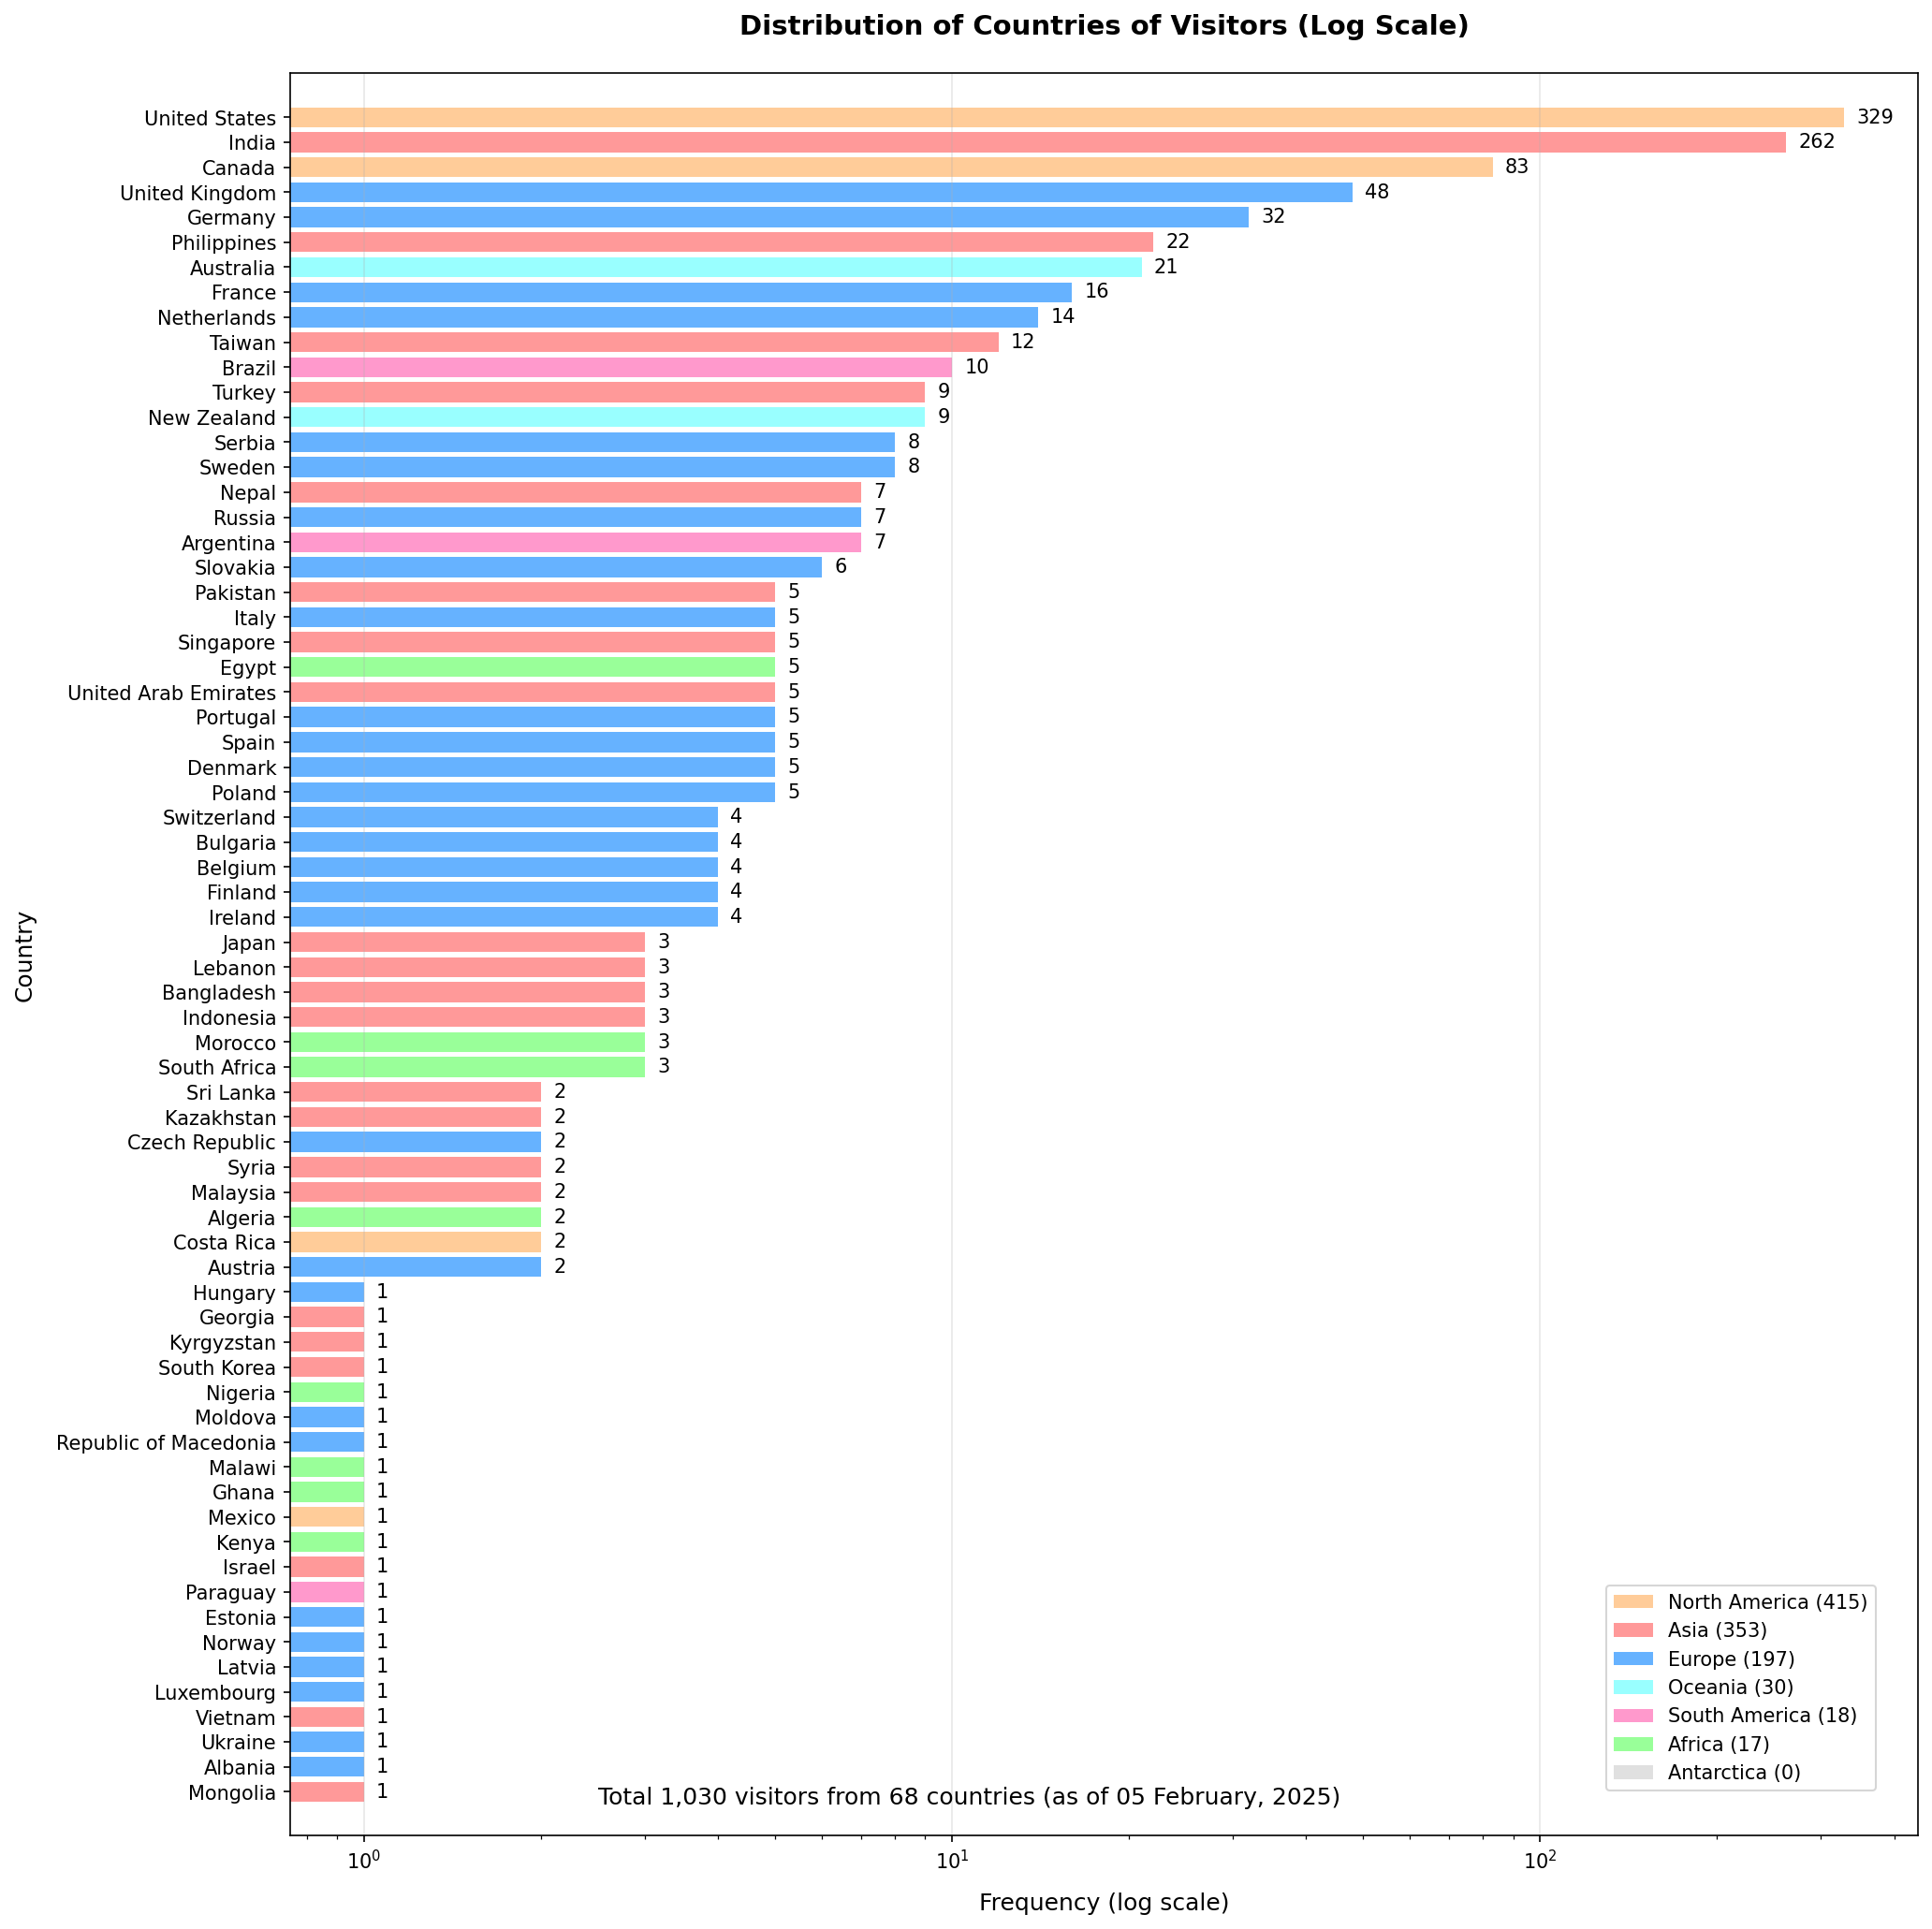 Distribution of Countries of Visitors (Log Scale)
United States 329
India 262
Canada 83
United Kingdom 48
Germany 32
Philippines 22
Australia 21
France 16
Netherlands 14
Taiwan 12
Brazil 10
Turkey 9
New Zealand 9
Serbia 8
Sweden 8
Nepal 7
Russia 7
Argentina 7
Slovakia 6
Pakistan 5
Italy 5
Singapore 5
Egypt 5
United Arab Emirates 5
Portugal 5
Spain 5
Denmark 5
Poland 5
Switzerland 4
Bulgaria 4
Belgium 4
Finland 4
Ireland 4
Japan 3
Lebanon 3
Bangladesh 3
Indonesia 3
Morocco 3
South Africa 3
Sri Lanka 2
Kazakhstan 2
Czech Republic 2
Syria 2
Malaysia 2
Algeria 2
Costa Rica 2
Austria 2
Hungary 1
Georgia 1
Kyrgyzstan 1
South Korea 1
Nigeria 1
Moldova 1
Republic of Macedonia 1
Malawi 1
Ghana 1
Mexico 1
Kenya 1
Israel 1
Paraguay 1
Estonia 1
Norway 1
Latvia 1
Luxembourg 1
Vietnam 1
Ukraine 1
Albania 1
Mongolia 1
Country
North America (415)
Asia (353)
Europe (197)
Oceania (30)
South America (18)
Africa (17)
Antarctica (0)
Total 1,030 visitors from 68 countries (as of 05 February, 2025)
10⁰ 10¹ 10²
Frequency (log scale)